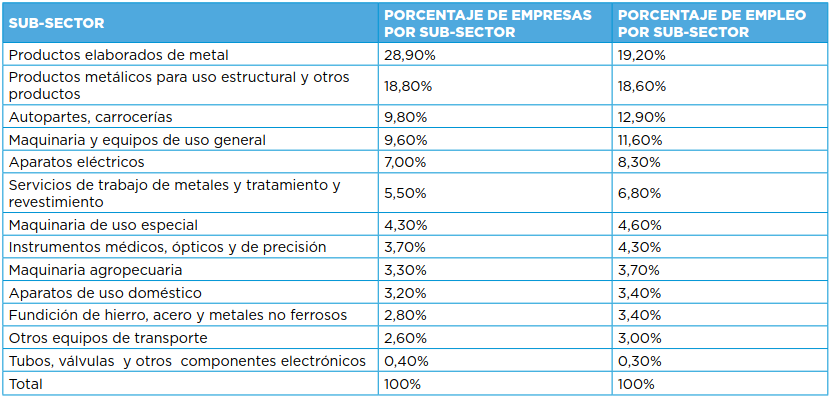 SUB-SECTOR PORCENTAJE DE EMPRESAS POR SUB-SECTOR PORCENTAJE DE EMPLEO POR SUB-SECTOR
Productos elaborados de metal 28,90% 19,20%
Productos metálicos para uso estructural y otros productos 18,80% 18,60%
Autopartes, carrocerías 9,80% 12,90%
Maquinaria y equipos de uso general 9,60% 11,60%
Aparatos eléctricos 7,00% 8,30%
Servicios de trabajo de metales y tratamiento y revestimiento 5,50% 6,80%
Maquinaria de uso especial 4,30% 4,60%
Instrumentos médicos, ópticos y de precisión 3,70% 4,30%
Maquinaria agropecuaria 3,30% 3,70%
Aparatos de uso doméstico 3,20% 3,40%
Fundición de hierro, acero y metales no ferrosos 2,80% 3,40%
Otros equipos de transporte 2,60% 3,00%
Tubos, válvulas y otros componentes electrónicos 0,40% 0,30%
Total 100% 100%